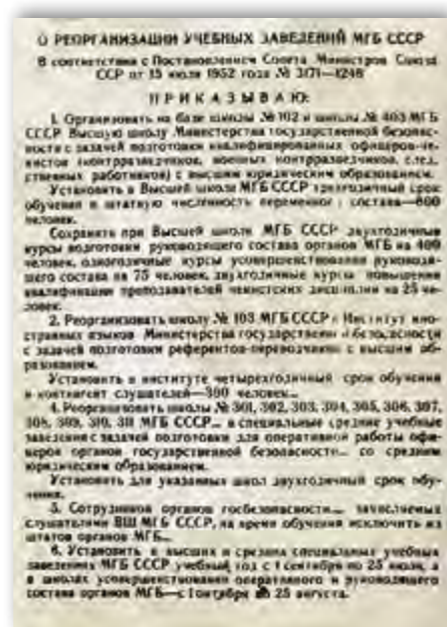 О РЕОРГАНИЗАЦИИ УЧЕБНЫХ ЗАВЕДЕНИЙ МГБ СССР
В соответствии с Постановлением Совета Министров Союза
ССР от 15 июля 1952 года №
ПРИКАЗЫВАЮ:
1. Организовать на базе школы № 102 и школы № 403 МГБ
СССР Высшую школу Министерства государственной безопас-
ности с задачей подготовки квалифицированных офицеров-че-
кистов (контрразведчиков, военных контрразведчиков, след-
ственных работников) с высшим юридическим образованием.
Установить в Высшей школе МГБ СССР трехгодичный срок
обучения и штатную численность переменного состава—600
человек.
Сохранить при Высшей школе МГБ СССР двухгодичные
курсы подготовки руководящего состава органов МГБ на 400
человек, одногодичные курсы усовершенствования руководя-
щего состава на 75 человек, двухгодичные курсы повышения
квалификации преподавателей чекистских дисциплин на 25 че-
ловек.
2. Реорганизовать школу № 103 МГБ СССР в Институт ино-
странных языков Министерства государственной безопасности
с задачей подготовки референтов-переводчиков с высшим об-
разованием.
Установить в институте четырехгодичный срок обучения
и контингент слушателей—300 человек...
4. Реорганизовать школы № 301, 302, 303, 304, 305, 306, 307,
308, 309, 310, 311 МГБ СССР... в специальные средние учебные
заведения с задачей подготовки для оперативной работы офи-
церов органов государственной безопасности... со средним
юридическим образованием.
Установить для указанных школ двухгодичный срок обу-
чения.
5. Сотрудников органов госбезопасности... зачисляемых
слушателями ВШ МГБ СССР, на время обучения исключить из
штатов органов МГБ...
6. Установить в высших и средних специальных учебных
заведениях МГБ СССР учебный год с 1 сентября по 25 июля, а
в школах усовершенствования оперативного и руководящего
состава органов МГБ—с 1 октября по 25 августа.